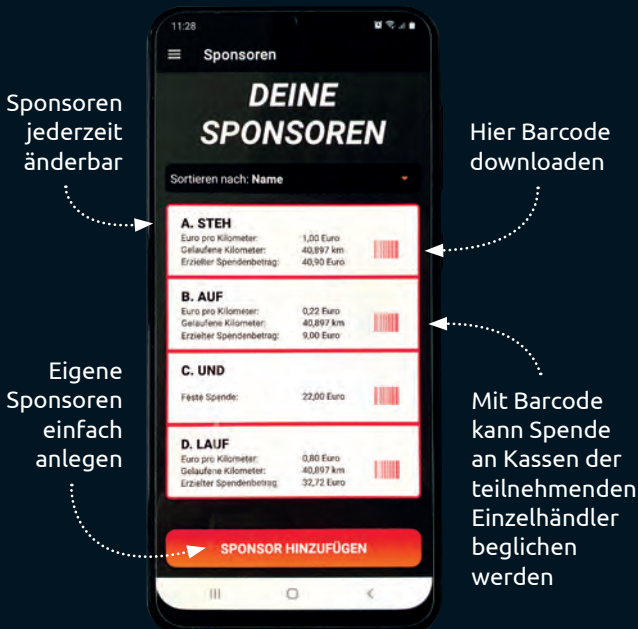 11:28
Sponsoren
DEINE
SPONSOREN
Sortieren nach: Name
A. STEH
Euro pro Kilometer: 1,00 Euro
Gelaufene Kilometer: 40,897 km
Erzielter Spendenbetrag: 40,90 Euro
B. AUF
Euro pro Kilometer: 0,22 Euro
Gelaufene Kilometer: 40,897 km
Erzielter Spendenbetrag: 9,00 Euro
C. UND
Feste Spende: 22,00 Euro
D. LAUF
Euro pro Kilometer: 0,80 Euro
Gelaufene Kilometer: 40,897 km
Erzielter Spendenbetrag: 32,72 Euro
SPONSOR HINZUFÜGEN
Sponsoren
jederzeit
änderbar
Eigene
Sponsoren
einfach
anlegen
Hier Barcode
downloaden
Mit Barcode
kann Spende
an Kassen der
teilnehmenden
Einzelhändler
beglichen
werden